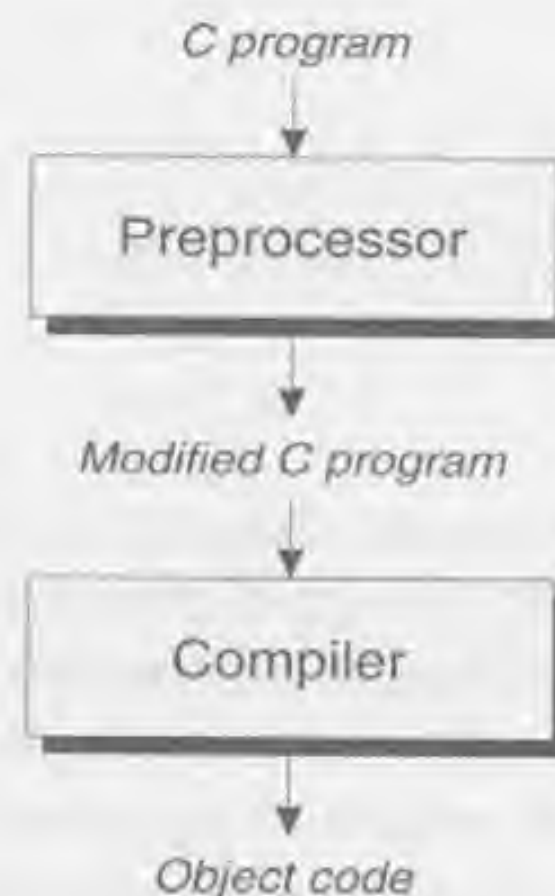 C program
Preprocessor
Modified C program
Compiler
Object code